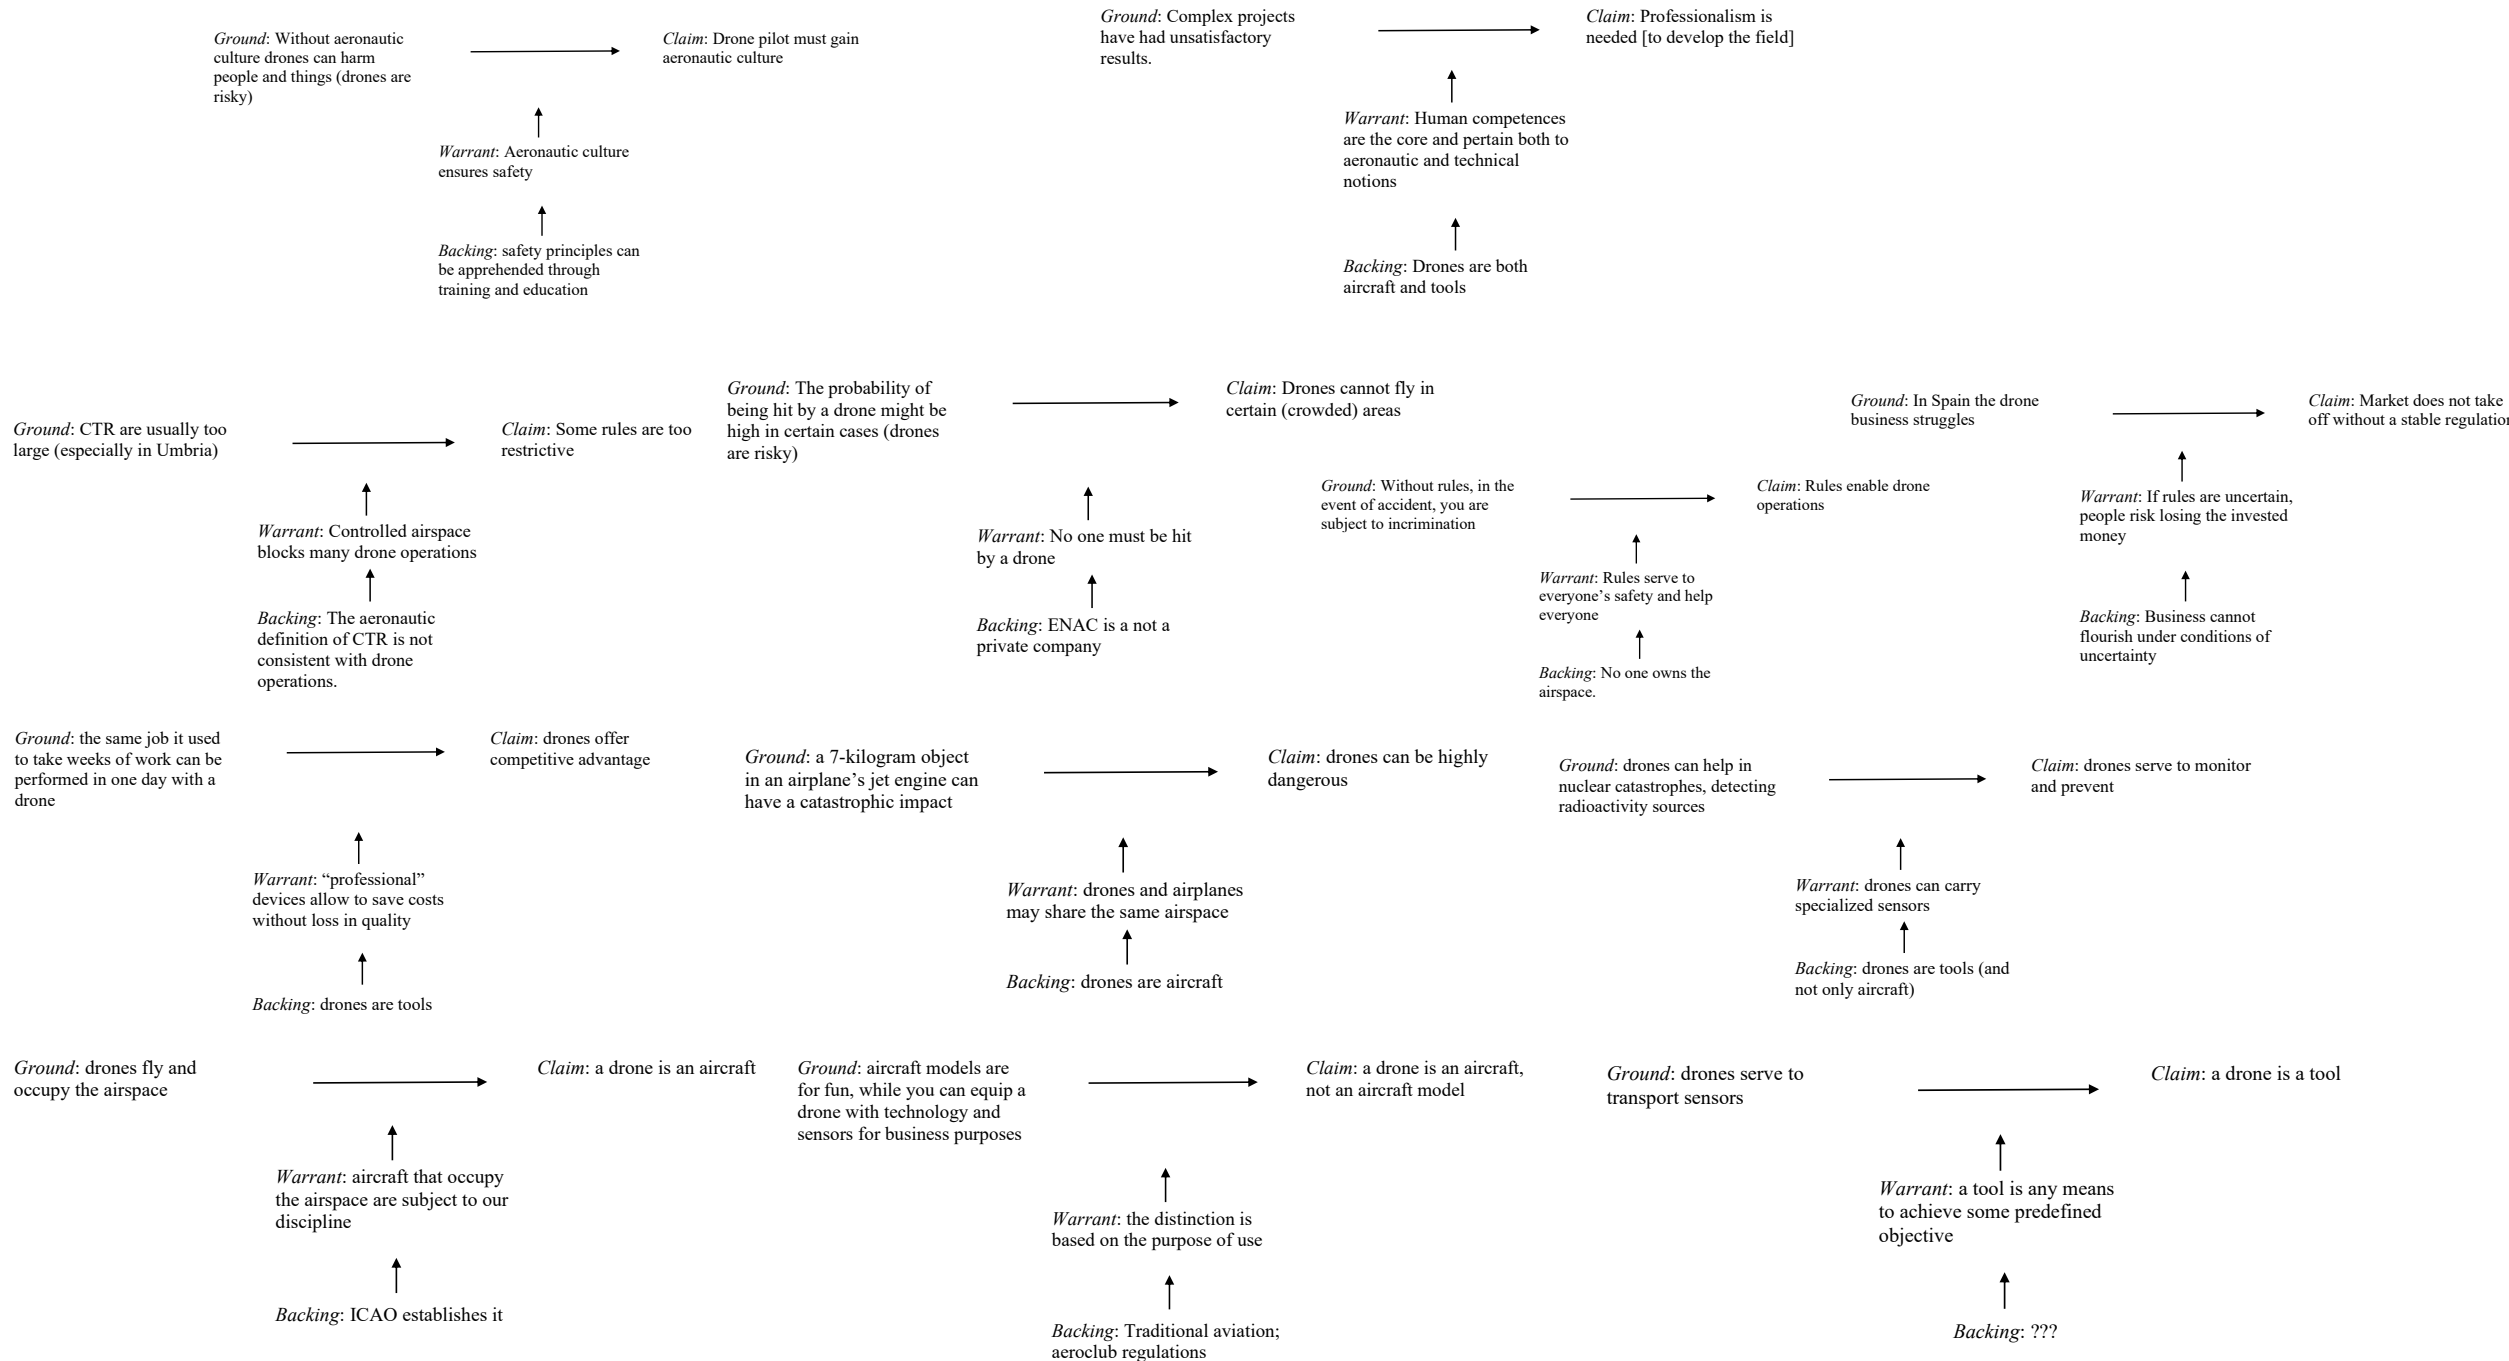 Ground: Without aeronautic
culture drones can harm
people and things (drones are
risky)
Claim: Drone pilot must gain
aeronautic culture
Warrant: Aeronautic culture
ensures safety
Backing: safety principles can
be apprehended through
training and education
Ground: Complex projects
have had unsatisfactory
results.
Claim: Professionalism is
needed [to develop the field]
Warrant: Human competences
are the core and pertain both to
aeronautic and technical
notions
Backing: Drones are both
aircraft and tools
Ground: CTR are usually too
large (especially in Umbria)
Claim: Some rules are too
restrictive
Warrant: Controlled airspace
blocks many drone operations
Backing: The aeronautic
definition of CTR is not
consistent with drone
operations.
Ground: The probability of
being hit by a drone might be
high in certain cases (drones
are risky)
Claim: Drones cannot fly in
certain (crowded) areas
Warrant: No one must be hit
by a drone
Backing: ENAC is a not a
private company
Ground: Without rules, in the
event of accident, you are
subject to incrimination
Claim: Rules enable drone
operations
Warrant: Rules serve to
everyone’s safety and help
everyone
Backing: No one owns the
airspace.
Ground: In Spain the drone
business struggles
Claim: Market does not take
off without a stable regulation
Warrant: If rules are uncertain,
people risk losing the invested
money
Backing: Business cannot
flourish under conditions of
uncertainty
Ground: the same job it used
to take weeks of work can be
performed in one day with a
drone
Claim: drones offer
competitive advantage
Warrant: “professional”
devices allow to save costs
without loss in quality
Backing: drones are tools
Ground: a 7-kilogram object
in an airplane’s jet engine can
have a catastrophic impact
Claim: drones can be highly
dangerous
Warrant: drones and airplanes
may share the same airspace
Backing: drones are aircraft
Ground: drones can help in
nuclear catastrophes, detecting
radioactivity sources
Claim: drones serve to monitor
and prevent
Warrant: drones can carry
specialized sensors
Backing: drones are tools (and
not only aircraft)
Ground: drones fly and
occupy the airspace
Claim: a drone is an aircraft
Warrant: aircraft that occupy
the airspace are subject to our
discipline
Backing: ICAO establishes it
Ground: aircraft models are
for fun, while you can equip a
drone with technology and
sensors for business purposes
Claim: a drone is an aircraft,
not an aircraft model
Warrant: the distinction is
based on the purpose of use
Backing: Traditional aviation;
aeroclub regulations
Ground: drones serve to
transport sensors
Claim: a drone is a tool
Warrant: a tool is any means
to achieve some predefined
objective
Backing: ???